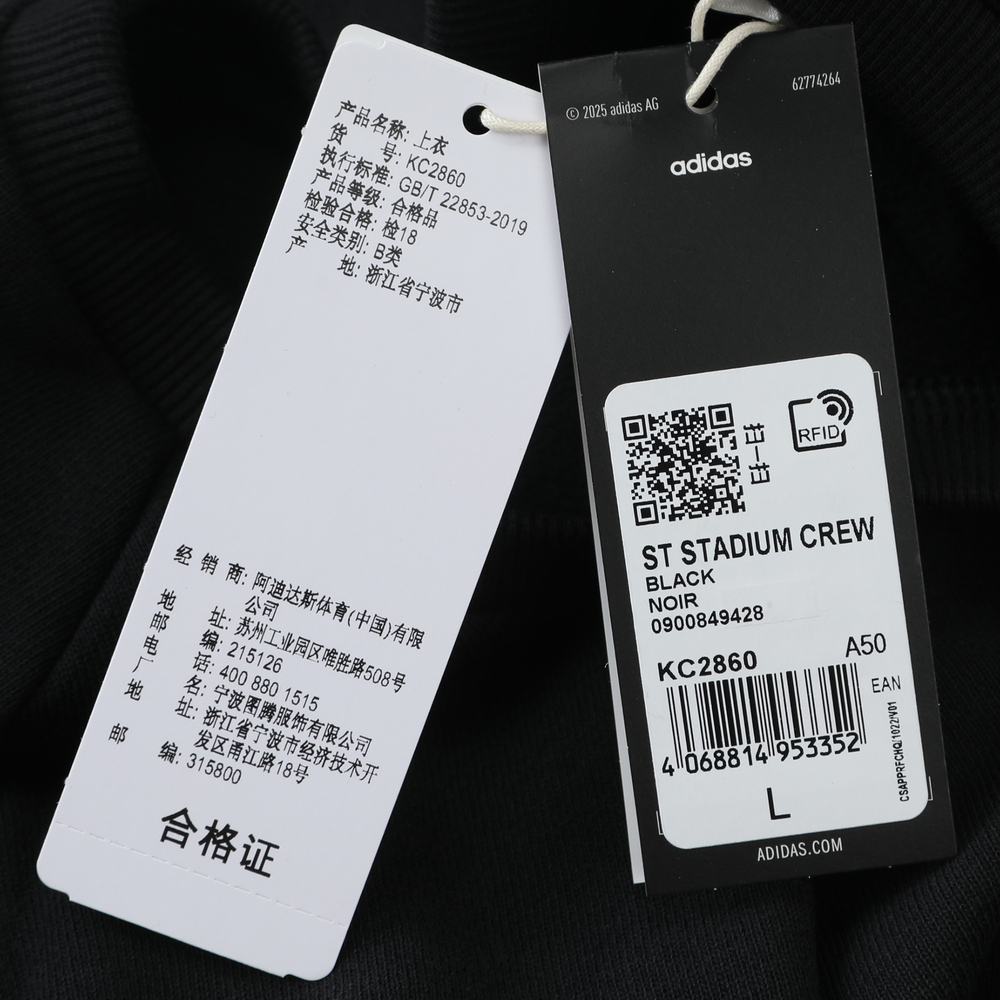 产品名称: 上衣
货 号: KC2860
执行标准: GB/T 22853-2019
产品等级: 合格品
检验合格: 检18
安全类别: B类
产 地: 浙江省宁波市
经 销 商: 阿迪达斯体育(中国)有限
公司
地 址: 苏州工业园区唯胜路508号
邮 编: 215126
电 话: 400 880 1515
厂 名: 宁波图腾服饰有限公司
地 址: 浙江省宁波市经济技术开
发区甬江路18号
邮 编: 315800
合格证
© 2025 adidas AG
62774264
adidas
RFID
ST STADIUM CREW
BLACK
NOIR
0900849428
KC2860
A50
EAN
4 068814 953352
CSAPPRFCHQ/1022/V01
L
ADIDAS.COM